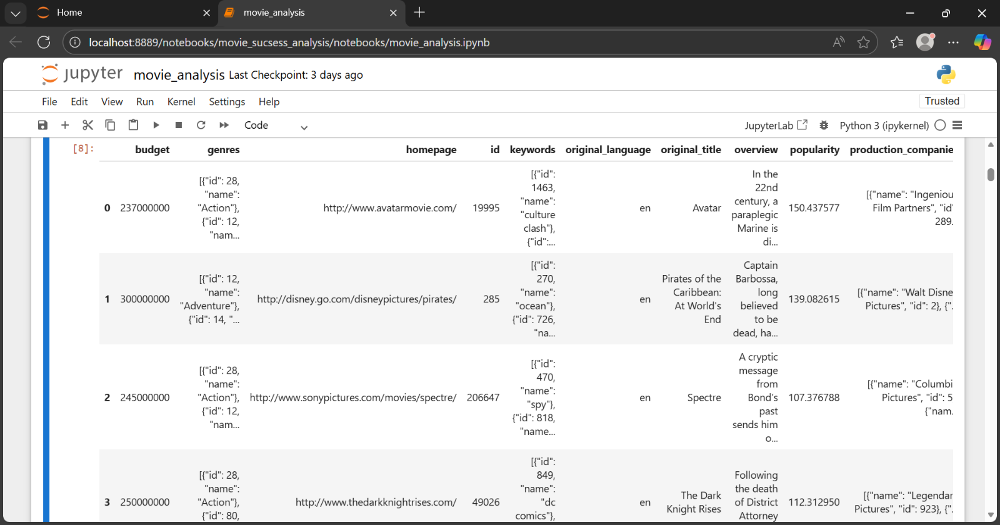 Home
movie_analysis
localhost:8889/notebooks/movie_sucsess_analysis/notebooks/movie_analysis.ipynb
jupyter movie_analysis Last Checkpoint: 3 days ago
File Edit View Run Kernel Settings Help
Trusted
Code
JupyterLab
Python 3 (ipykernel)
[8]: budget genres homepage id keywords original_language original_title overview popularity production_companie
0 237000000
[{"id": 28,
"name":
"Action"},
{"id": 12,
"nam...
http://www.avatarmovie.com/ 19995
[{"id":
1463,
"name":
"culture
clash"},
{"id":...
en Avatar
In the
22nd
century, a
paraplegic
Marine is
di...
150.437577
[{"name": "Ingeniou
Film Partners", "id"
289.
1 300000000
[{"id": 12,
"name":
"Adventure"},
{"id": 14, "...
http://disney.go.com/disneypictures/pirates/ 285
[{"id":
270,
"name":
"ocean"},
{"id": 726,
"na...
en
Pirates of the
Caribbean:
At World's
End
Captain
Barbossa,
long
believed
to be
dead, ha...
139.082615
[{"name": "Walt Disne
Pictures", "id": 2}, {".
2 245000000
[{"id": 28,
"name":
"Action"},
{"id": 12,
"nam...
http://www.sonypictures.com/movies/spectre/ 206647
[{"id":
470,
"name":
"spy"},
{"id": 818,
"name...
en Spectre
A cryptic
message
from
Bond’s
past
sends him
o...
107.376788
[{"name": "Columbi
Pictures", "id": 5
{"nam.
3 250000000
[{"id": 28,
"name":
"Action"},
{"id": 80,
http://www.thedarkknightrises.com/ 49026
[{"id":
849,
"name":
"dc
comics"},
en
The Dark
Knight Rises
Following
the death
of District
Attorney
112.312950
[{"name": "Legendar
Pictures", "id": 923}, {".